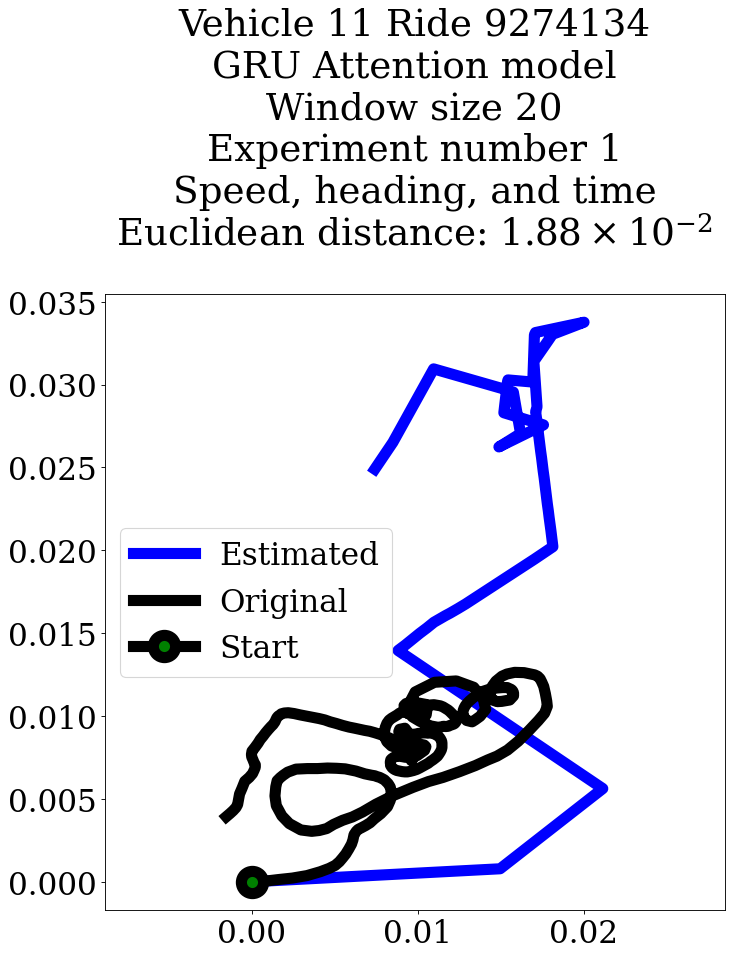 Vehicle 11 Ride 9274134
GRU Attention model
Window size 20
Experiment number 1
Speed, heading, and time
Euclidean distance: 1.88 × 10⁻²
0.035
0.030
0.025
0.020
0.015
0.010
0.005
0.000
Estimated
Original
Start
0.00 0.01 0.02